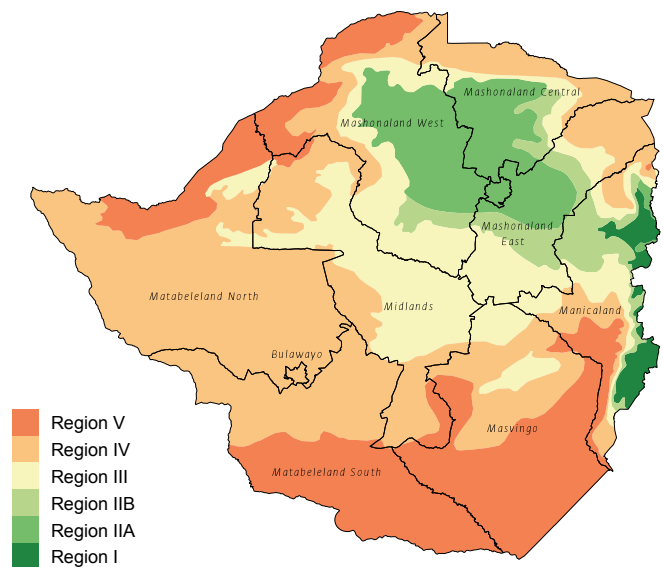 Mashonaland Central
Mashonaland West
Mashonaland
East
Matabeleland North
Midlands
Manicaland
Bulawayo
Masvingo
Matabeleland South
Region V
Region IV
Region III
Region IIB
Region IIA
Region I